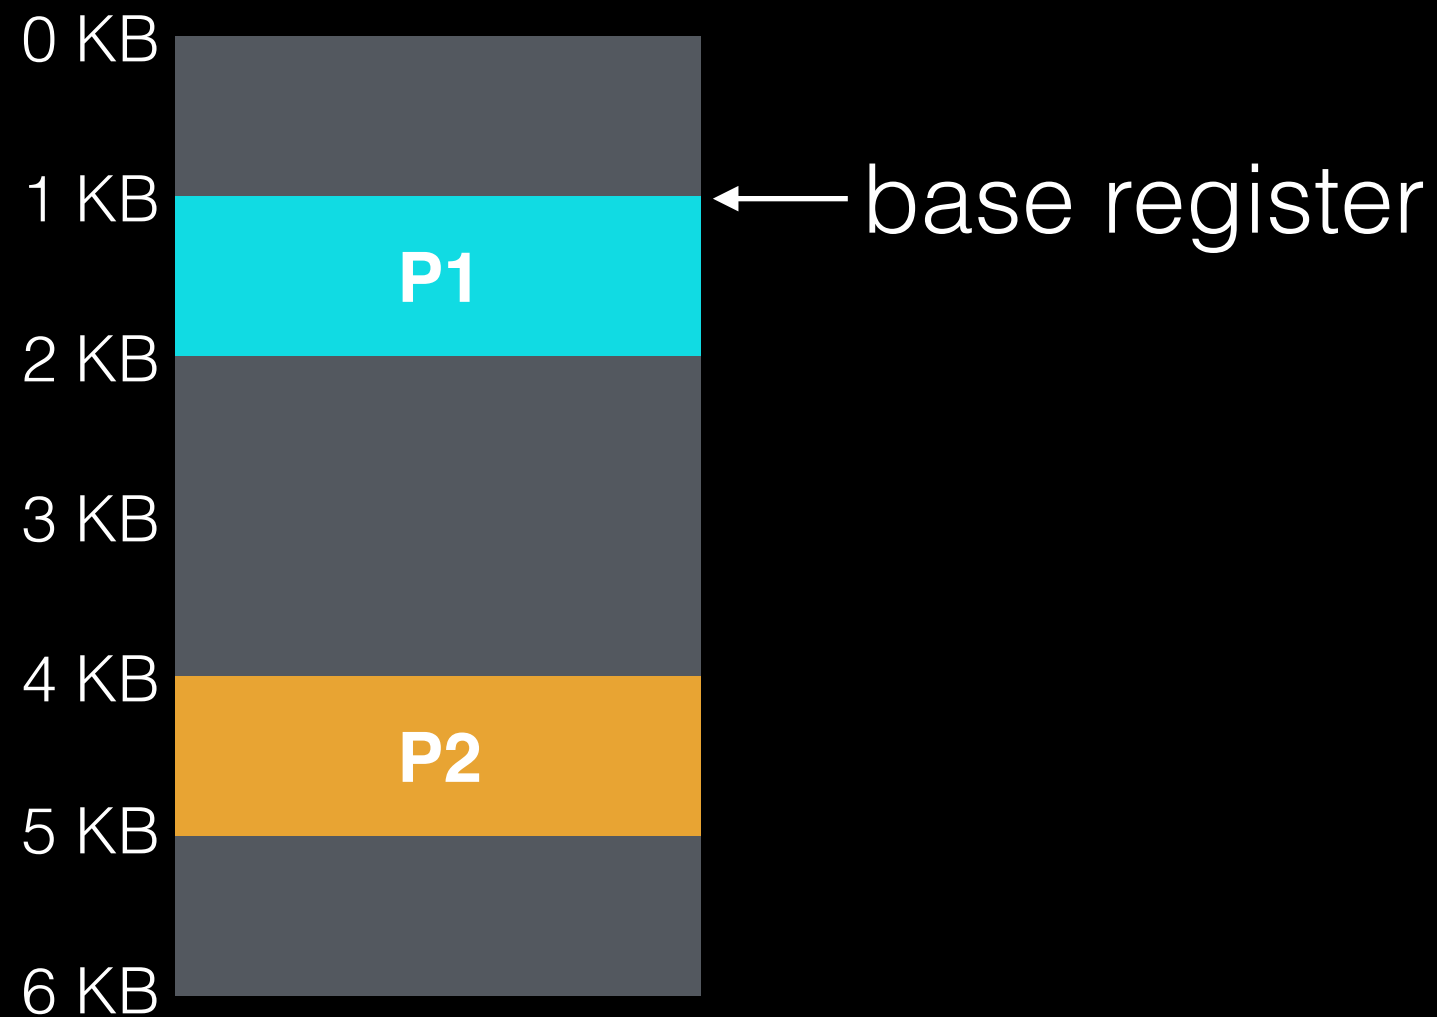 0 KB
1 KB
base register
P1
2 KB
3 KB
4 KB
P2
5 KB
6 KB